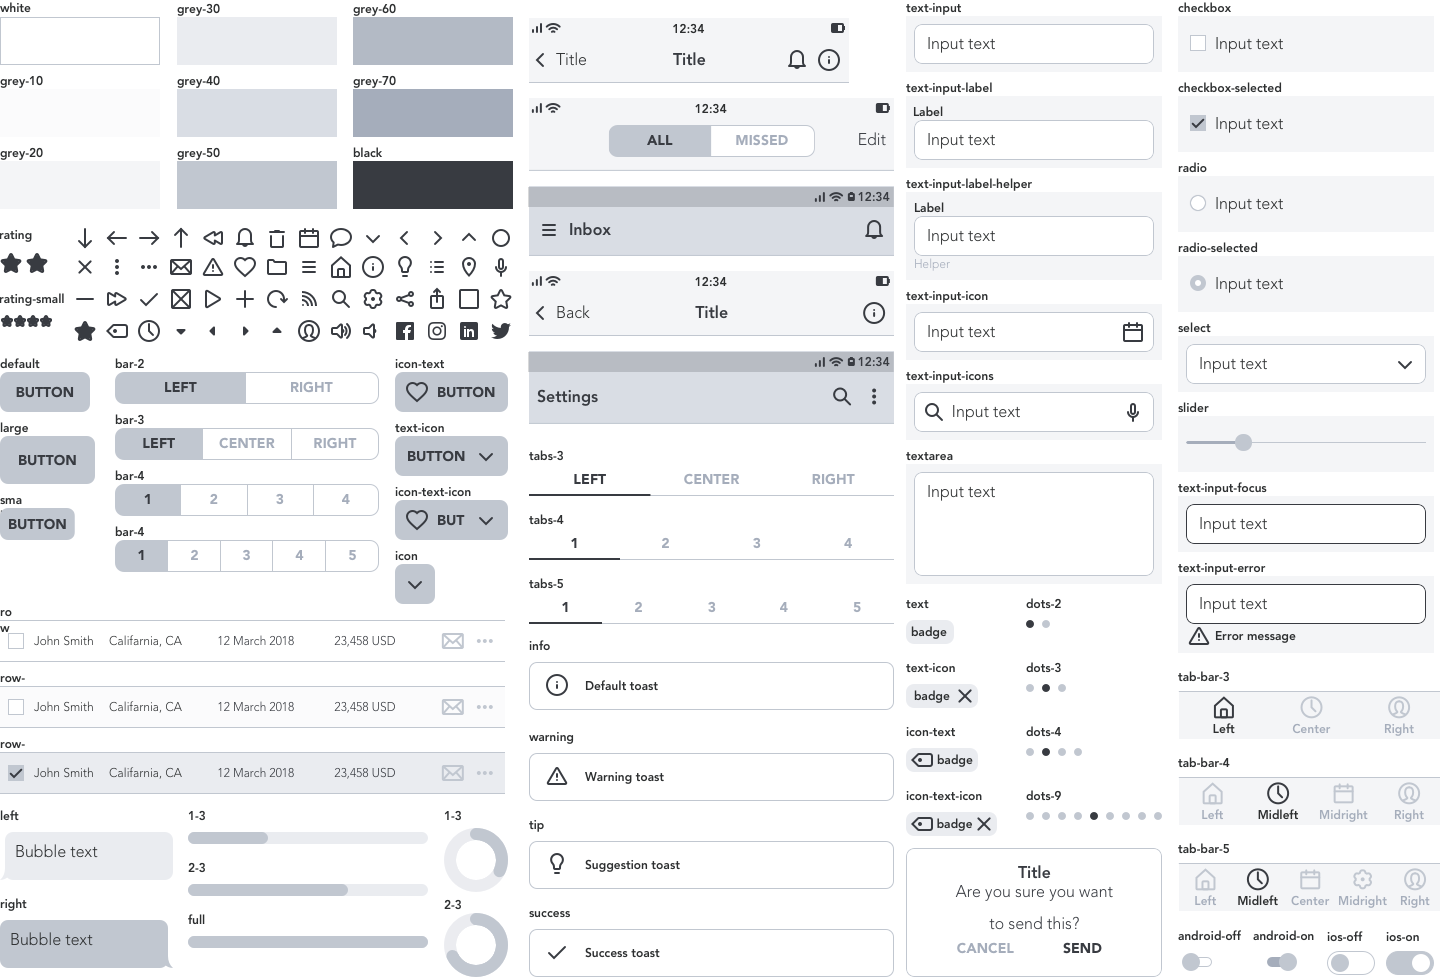 white
grey-30
grey-60
grey-10
grey-40
grey-70
grey-20
grey-50
black
rating
rating-small
default
BUTTON
large
BUTTON
sma
BUTTON
bar-2
LEFT RIGHT
bar-3
LEFT CENTER RIGHT
bar-4
1 2 3 4
bar-4
1 2 3 4 5
icon-text
BUTTON
text-icon
BUTTON
icon-text-icon
BUT
icon
ro
w
John Smith Califarnia, CA 12 March 2018 23,458 USD
row-
John Smith Califarnia, CA 12 March 2018 23,458 USD
row-
John Smith Califarnia, CA 12 March 2018 23,458 USD
left
Bubble text
right
Bubble text
1-3
2-3
full
1-3
2-3
12:34
Title Title
12:34
ALL MISSED Edit
12:34
Inbox
12:34
Back Title
12:34
Settings
tabs-3
LEFT CENTER RIGHT
tabs-4
1 2 3 4
tabs-5
1 2 3 4 5
info
Default toast
warning
Warning toast
tip
Suggestion toast
success
Success toast
text-input
Input text
text-input-label
Label
Input text
text-input-label-helper
Label
Input text
Helper
text-input-icon
Input text
text-input-icons
Input text
textarea
Input text
text
badge
text-icon
badge
icon-text
badge
icon-text-icon
badge
dots-2
dots-3
dots-4
dots-9
Title
Are you sure you want
to send this?
CANCEL SEND
checkbox
Input text
checkbox-selected
Input text
radio
Input text
radio-selected
Input text
select
Input text
slider
text-input-focus
Input text
text-input-error
Input text
Error message
tab-bar-3
Left Center Right
tab-bar-4
Left Midleft Midright Right
tab-bar-5
Left Midleft Center Midright Right
android-off android-on ios-off ios-on